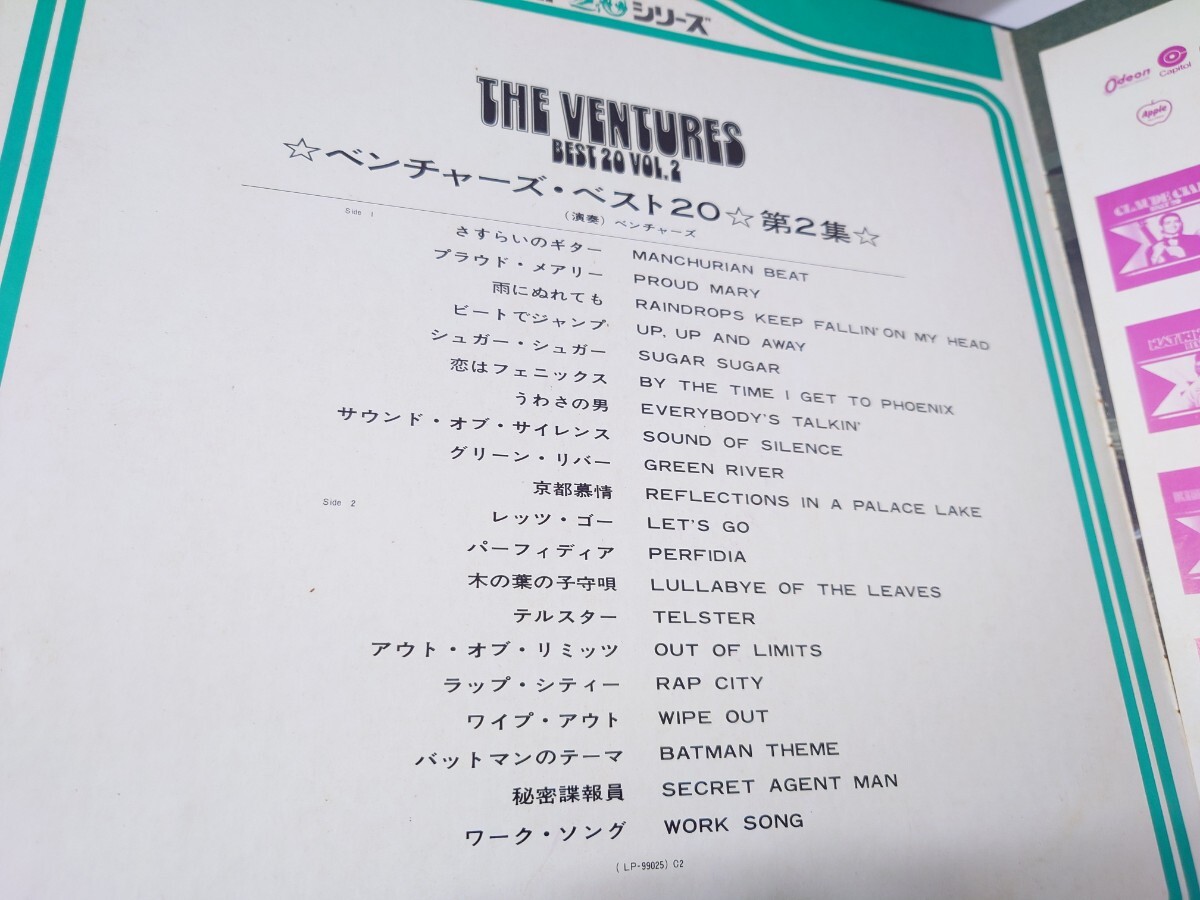 20 シリーズ
THE VENTURES
BEST 20 VOL.2
☆ベンチャーズ・ベスト20☆第2集☆
(演奏) ベンチャーズ
Side 1
さすらいのギター MANCHURIAN BEAT
プラウド・メアリー PROUD MARY
雨にぬれても RAINDROPS KEEP FALLIN' ON MY HEAD
ビートでジャンプ UP, UP AND AWAY
シュガー・シュガー SUGAR SUGAR
恋はフェニックス BY THE TIME I GET TO PHOENIX
うわさの男 EVERYBODY'S TALKIN'
サウンド・オブ・サイレンス SOUND OF SILENCE
グリーン・リバー GREEN RIVER
京都慕情 REFLECTIONS IN A PALACE LAKE
Side 2
レッツ・ゴー LET'S GO
パーフィディア PERFIDIA
木の葉の子守唄 LULLABYE OF THE LEAVES
テルスター TELSTER
アウト・オブ・リミッツ OUT OF LIMITS
ラップ・シティー RAP CITY
ワイプ・アウト WIPE OUT
バットマンのテーマ BATMAN THEME
秘密諜報員 SECRET AGENT MAN
ワーク・ソング WORK SONG
(LP-99025) C2
Odeon
Capitol
Apple